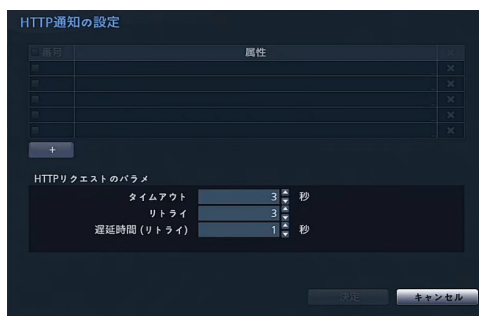 HTTP通知の設定
番号 属性 ×
×
×
×
×
×
+
HTTPリクエストのパラメ
タイムアウト 3 秒
リトライ 3
遅延時間 (リトライ) 1 秒
決定 キャンセル